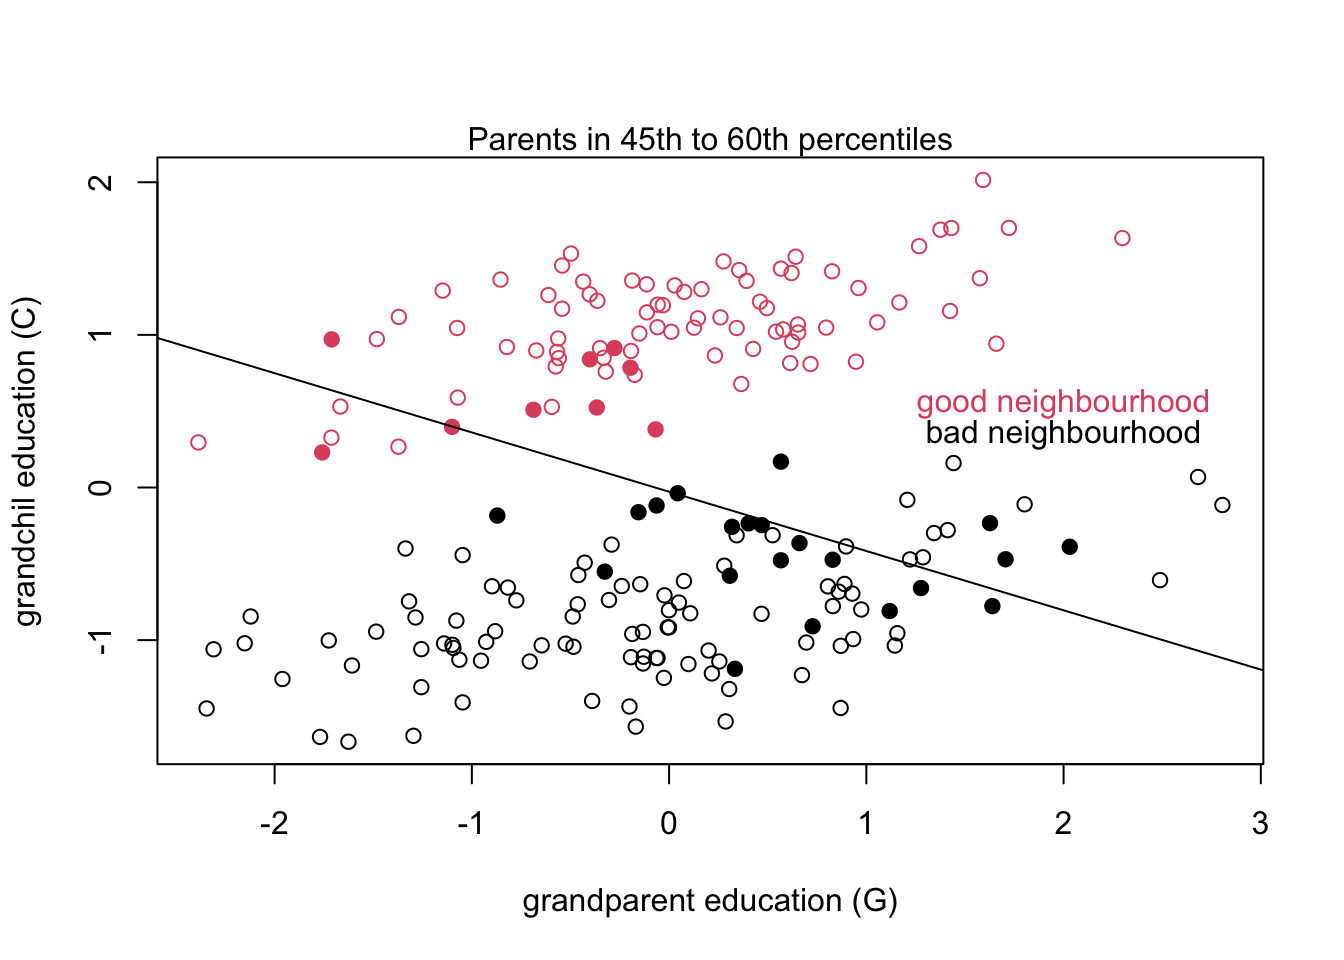 Parents in 45th to 60th percentiles
2
1
0
-1
grandchil education (C)
good neighbourhood
bad neighbourhood
-2
-1
0
1
2
3
grandparent education (G)